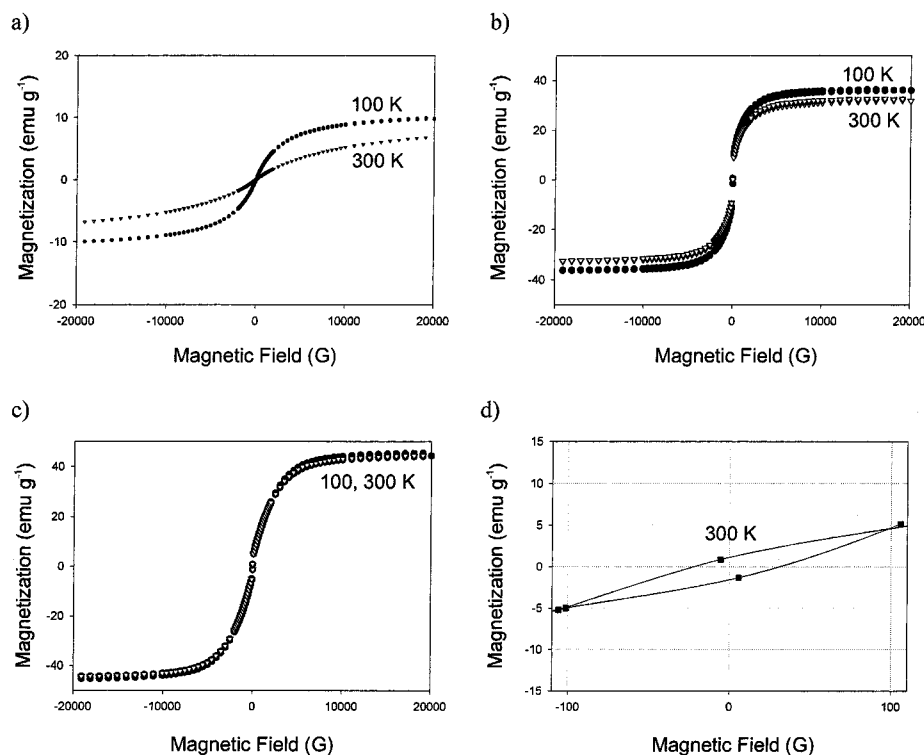 a)
20
10
0
-10
-20
Magnetization (emu g⁻¹)
100 K
300 K
-20000 -10000 0 10000 20000
Magnetic Field (G)
b)
40
20
0
-20
-40
Magnetization (emu g⁻¹)
100 K
300 K
-20000 -10000 0 10000 20000
Magnetic Field (G)
c)
40
20
0
-20
-40
Magnetization (emu g⁻¹)
100, 300 K
-20000 -10000 0 10000 20000
Magnetic Field (G)
d)
15
10
5
0
-5
-10
-15
Magnetization (emu g⁻¹)
300 K
-100 0 100
Magnetic Field (G)